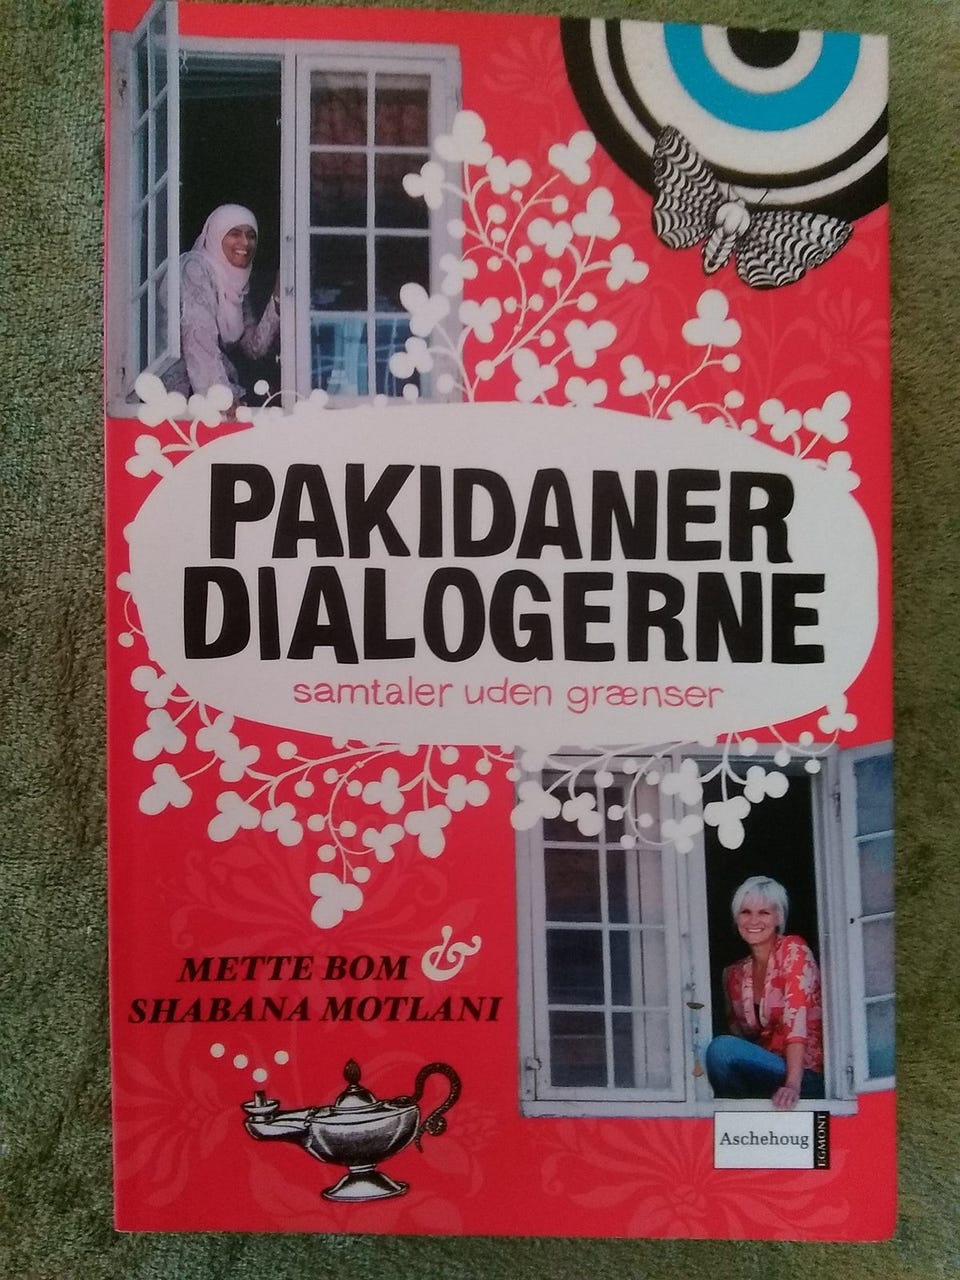 PAKIDANER
DIALOGERNE
samtaler uden grænser
METTE BOM &
SHABANA MOTLANI
Aschehoug
EGMONT